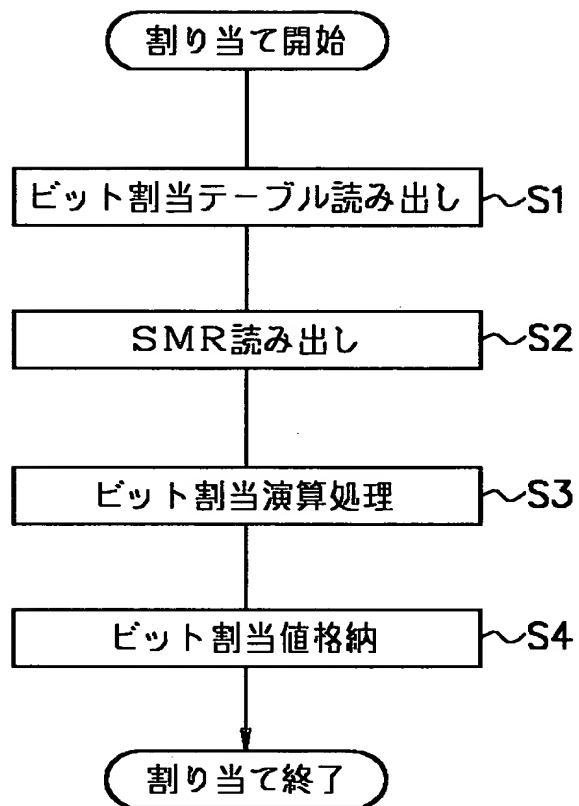 割り当て開始
ビット割当テーブル読み出し
S1
SMR読み出し
S2
ビット割当演算処理
S3
ビット割当値格納
S4
割り当て終了